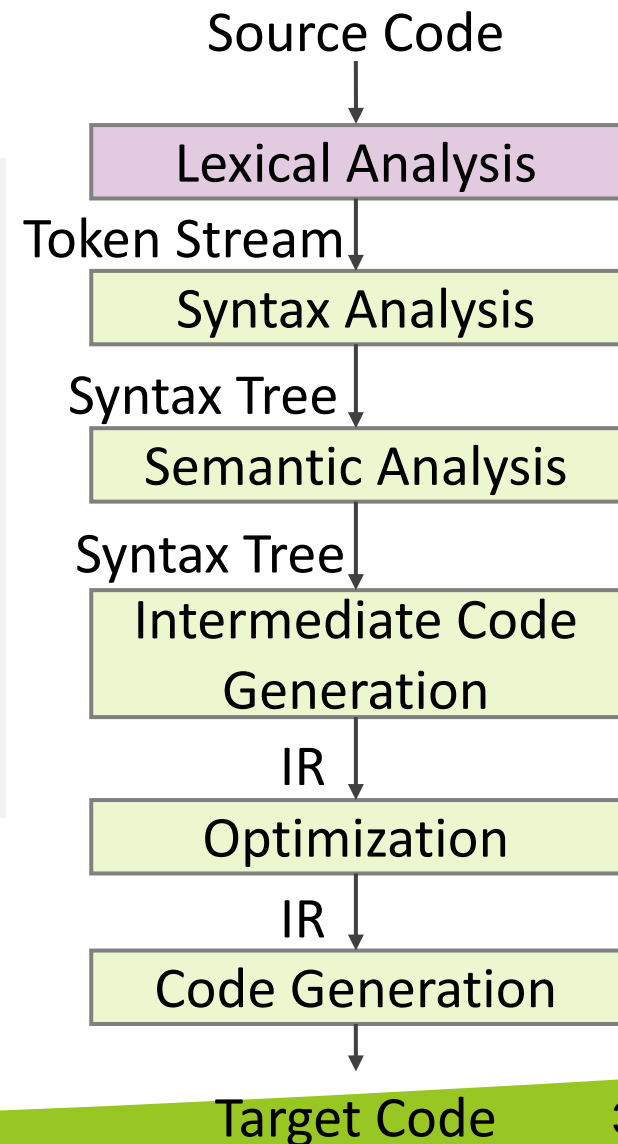 Source Code
Lexical Analysis
Token Stream
Syntax Analysis
Syntax Tree
Semantic Analysis
Syntax Tree
Intermediate Code
Generation
IR
Optimization
IR
Code Generation
Target Code